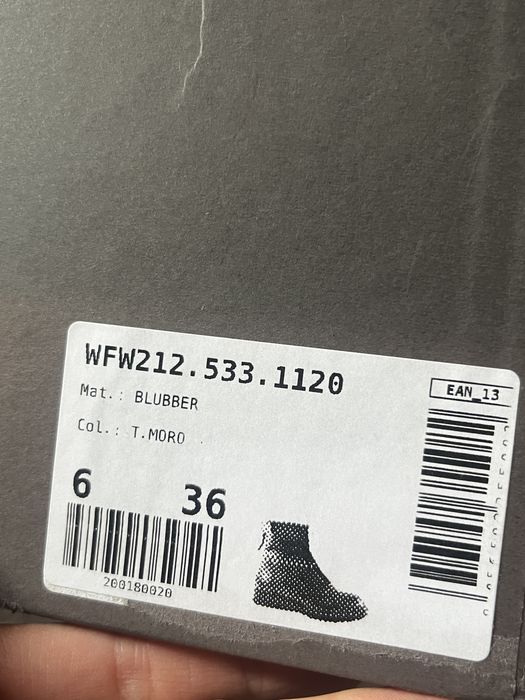 WFW212.533.1120
Mat.: BLUBBER
Col.: T.MORO
EAN_13
6 36
200180020